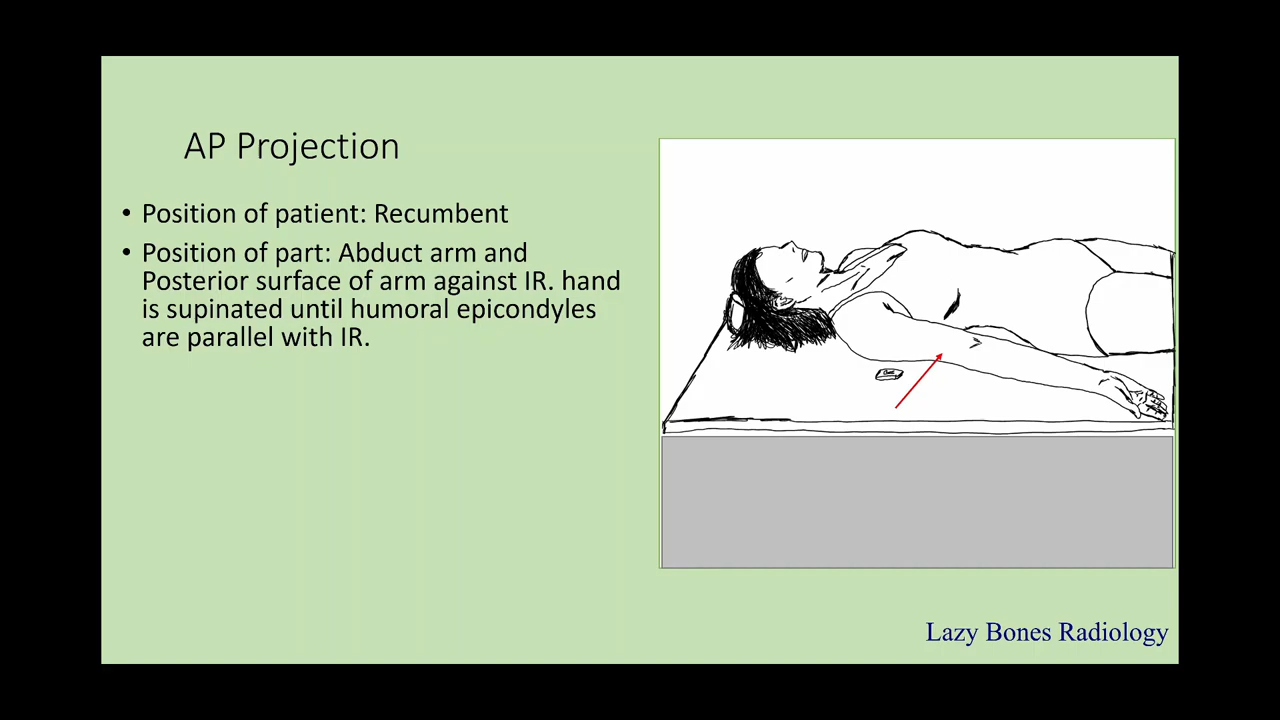 AP Projection
• Position of patient: Recumbent
• Position of part: Abduct arm and
Posterior surface of arm against IR. hand
is supinated until humoral epicondyles
are parallel with IR.
Lazy Bones Radiology